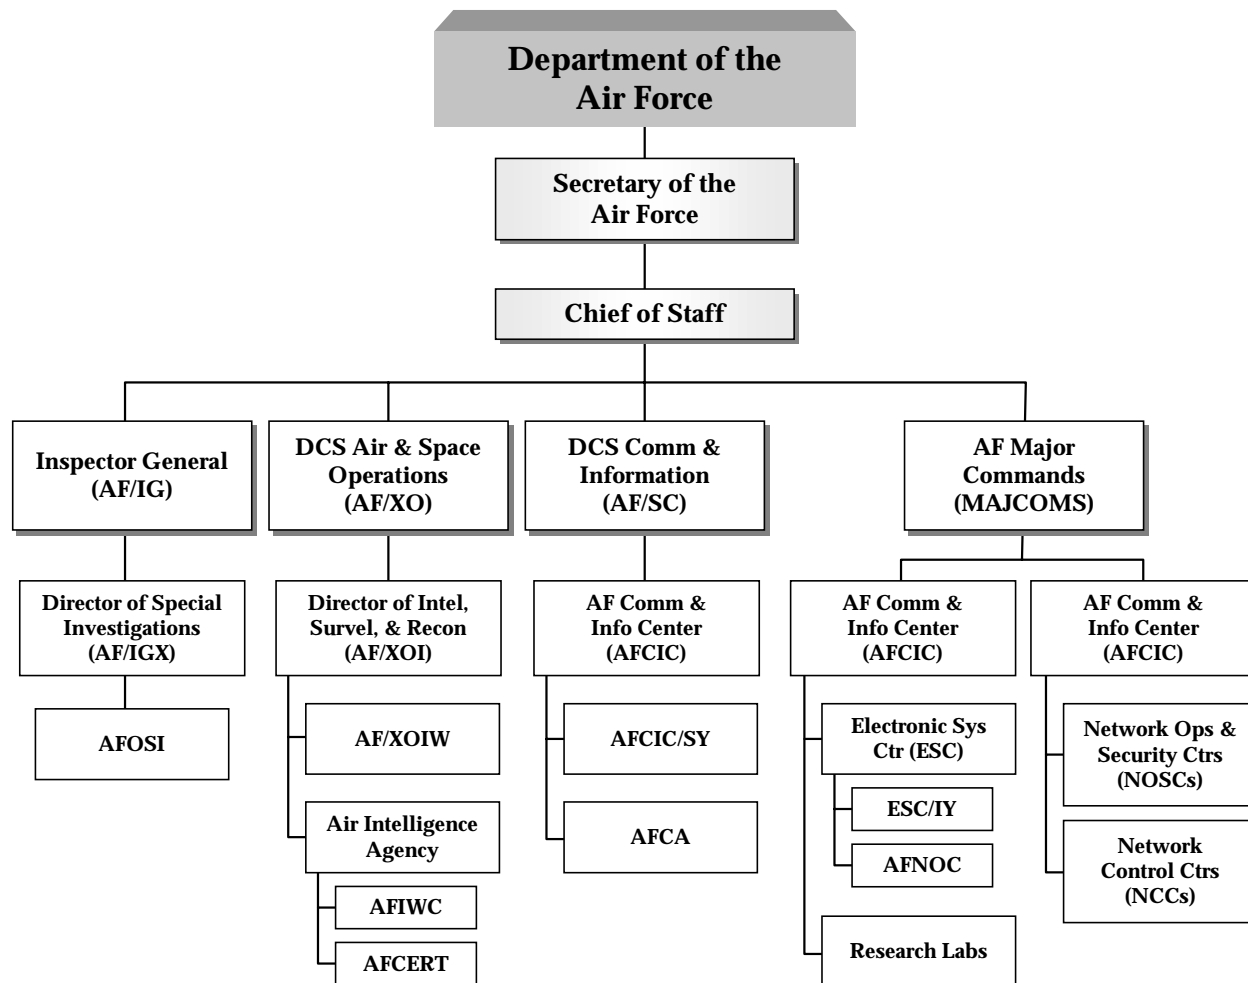 Department of the
Air Force
Secretary of the
Air Force
Chief of Staff
Inspector General
(AF/IG)
DCS Air & Space
Operations
(AF/XO)
DCS Comm &
Information
(AF/SC)
AF Major
Commands
(MAJCOMS)
Director of Special
Investigations
(AF/IGX)
Director of Intel,
Survel, & Recon
(AF/XOI)
AF Comm &
Info Center
(AFCIC)
AF Comm &
Info Center
(AFCIC)
AF Comm &
Info Center
(AFCIC)
AFOSI
AF/XOIW
Air Intelligence
Agency
AFIWC
AFCERT
AFCIC/SY
AFCA
Electronic Sys
Ctr (ESC)
ESC/IY
AFNOC
Research Labs
Network Ops &
Security Ctrs
(NOSCs)
Network
Control Ctrs
(NCCs)